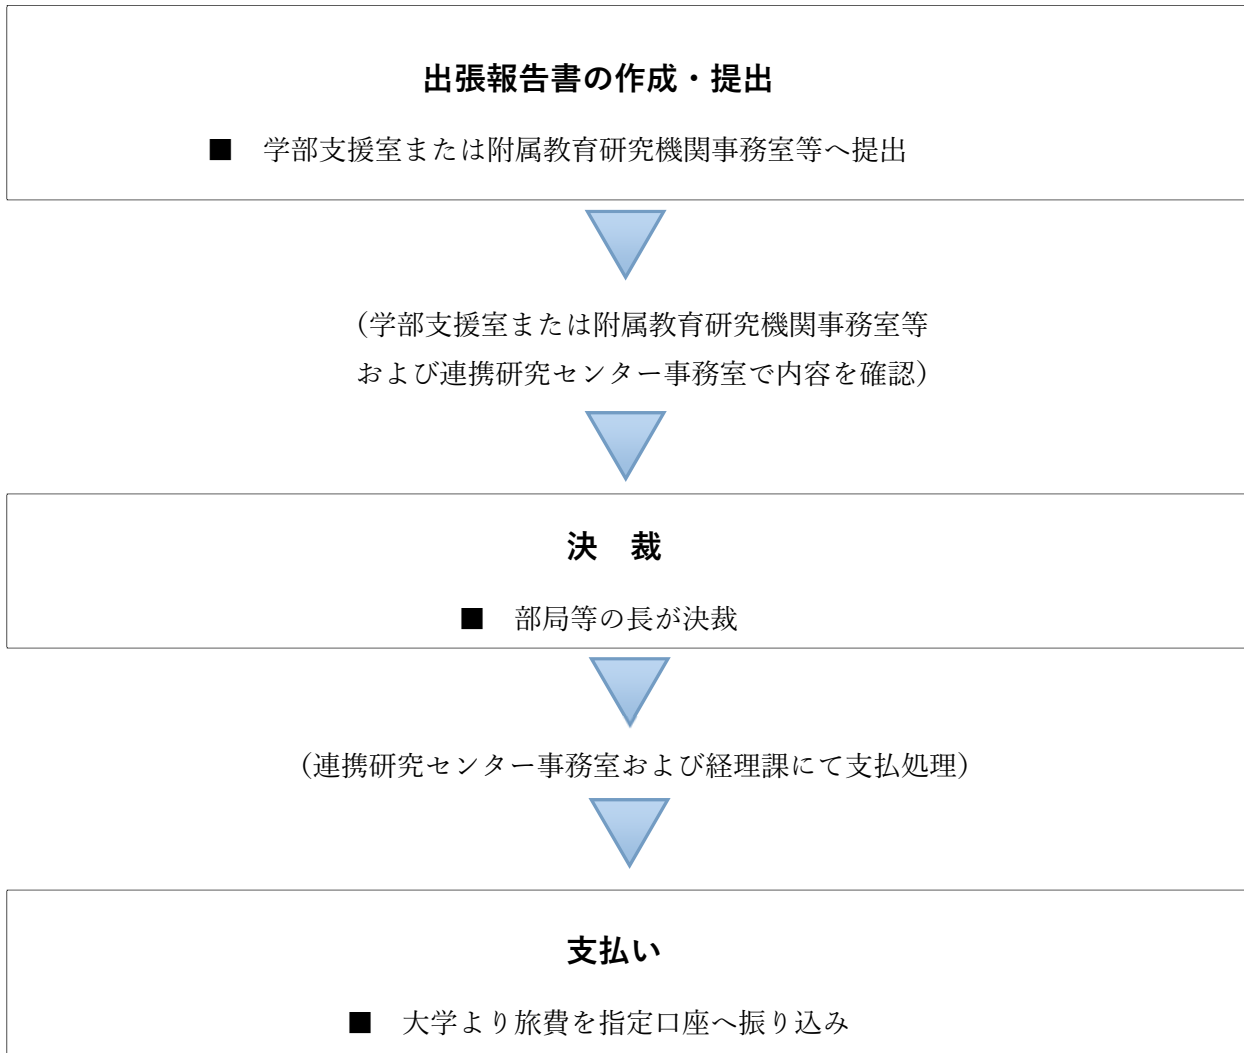 出張報告書の作成・提出
■ 学部支援室または附属教育研究機関事務室等へ提出
（学部支援室または附属教育研究機関事務室等
および連携研究センター事務室で内容を確認）
決　裁
■ 部局等の長が決裁
（連携研究センター事務室および経理課にて支払処理）
支払い
■ 大学より旅費を指定口座へ振り込み